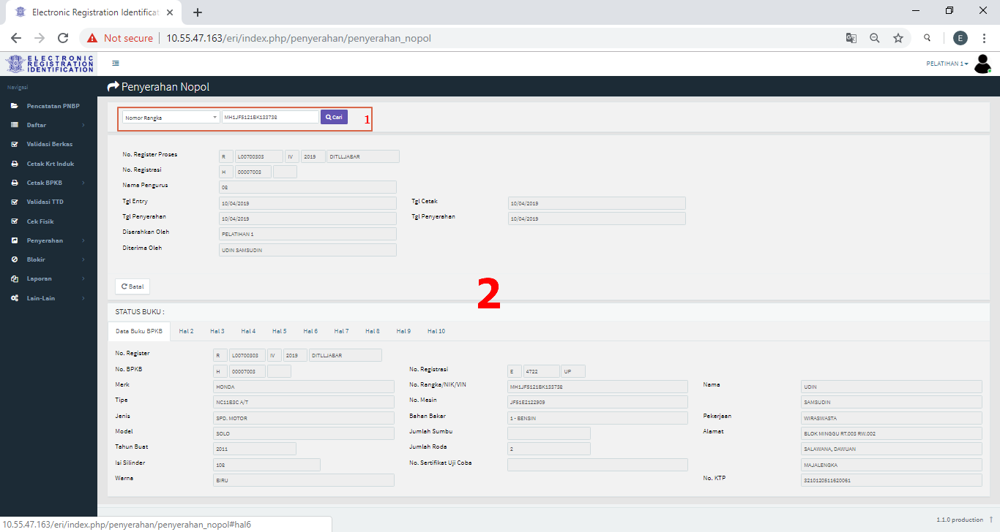 Electronic Registration Identificat
Not secure 10.55.47.163/eri/index.php/penyerahan/penyerahan_nopol E
ELECTRONIC
REGISTRATION
IDENTIFICATION
PELATIHAN 1
Navigasi
Penyerahan Nopol
Pencatatan PNBP
Daftar
Validasi Berkas
Cetak Krt Induk
Cetak BPKB
Validasi TTD
Cek Fisik
Penyerahan
Blokir
Laporan
Lain-Lain
Nomor Rangka MH1JF5121BK133738 Cari 1
No. Register Proses R L00700303 IV 2019 DITLLJABAR
No. Registrasi H 00007003
Nama Pengurus 08
Tgl Entry 10/04/2019 Tgl Cetak 10/04/2019
Tgl Penyerahan 10/04/2019 Tgl Penyerahan 10/04/2019
Diserahkan Oleh PELATIHAN 1
Diterima Oleh UDIN SAMSUDIN
Batal
2
STATUS BUKU :
Data Buku BPKB Hal 2 Hal 3 Hal 4 Hal 5 Hal 6 Hal 7 Hal 8 Hal 9 Hal 10
No. Register R L00700303 IV 2019 DITLLJABAR
No. BPKB H 00007003 No. Registrasi E 4722 UP
Merk HONDA No. Rangka/NIK/VIN MH1JF5121BK133738 Nama UDIN
Tipe NC11B3C A/T No. Mesin JF51E2122909 SAMSUDIN
Jenis SPD. MOTOR Bahan Bakar 1 - BENSIN Pekerjaan WIRASWASTA
Model SOLO Jumlah Sumbu Alamat BLOK MINGGU RT.003 RW.002
Tahun Buat 2011 Jumlah Roda 2 SALAWANA, DAWUAN
Isi Silinder 108 No. Sertifikat Uji Coba MAJALENGKA
Warna BIRU No. KTP 3210120511620061
1.1.0 production
10.55.47.163/eri/index.php/penyerahan/penyerahan_nopol#hal6